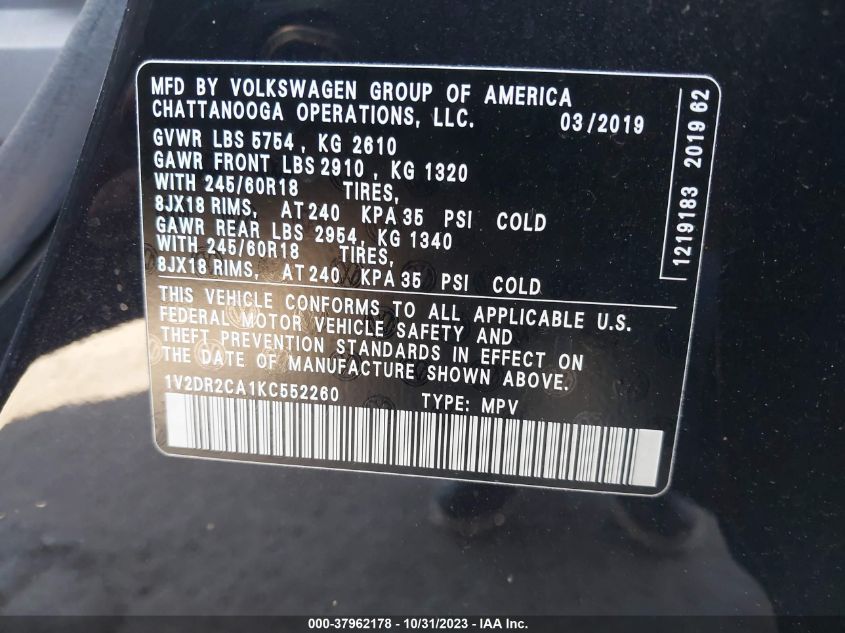 MFD BY VOLKSWAGEN GROUP OF AMERICA
CHATTANOOGA OPERATIONS, LLC. 03/2019
GVWR LBS 5754 , KG 2610
GAWR FRONT LBS 2910 , KG 1320
WITH 245/60R18 TIRES,
8JX18 RIMS, AT 240 KPA 35 PSI COLD
GAWR REAR LBS 2954, KG 1340
WITH 245/60R18 TIRES,
8JX18 RIMS, AT 240 KPA 35 PSI COLD
THIS VEHICLE CONFORMS TO ALL APPLICABLE U.S.
FEDERAL MOTOR VEHICLE SAFETY AND
THEFT PREVENTION STANDARDS IN EFFECT ON
THE DATE OF MANUFACTURE SHOWN ABOVE.
1V2DR2CA1KC552260 TYPE: MPV
1219183 2019 62
000-37962178 - 10/31/2023 - IAA Inc.